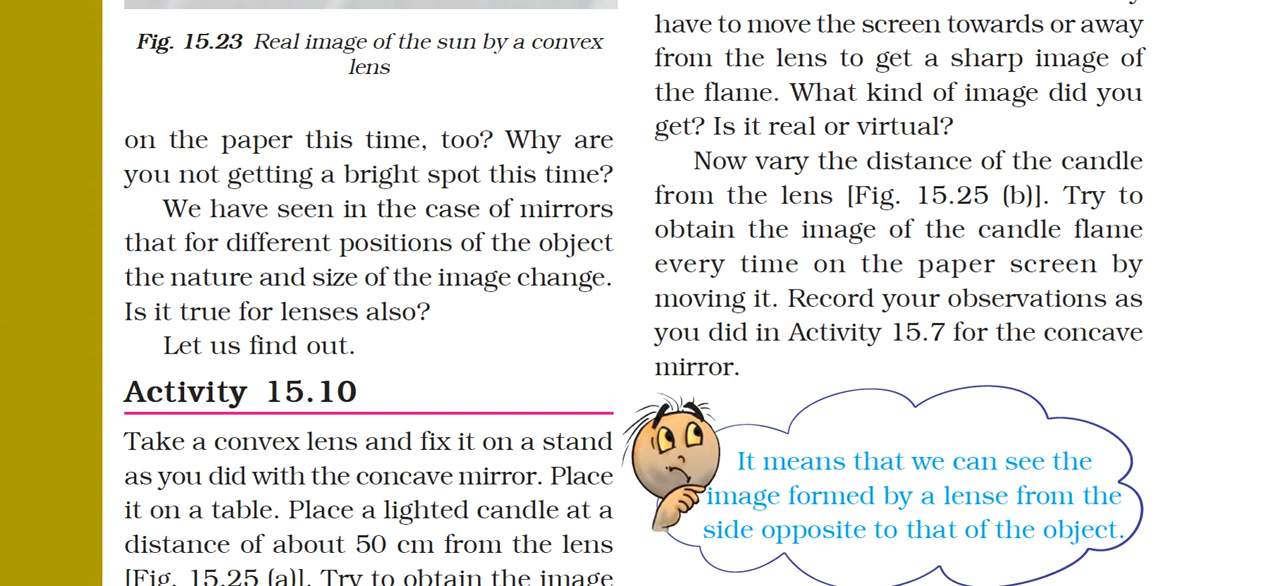 Fig. 15.23 Real image of the sun by a convex
lens
on the paper this time, too? Why are
you not getting a bright spot this time?
We have seen in the case of mirrors
that for different positions of the object
the nature and size of the image change.
Is it true for lenses also?
Let us find out.
Activity 15.10
Take a convex lens and fix it on a stand
as you did with the concave mirror. Place
it on a table. Place a lighted candle at a
distance of about 50 cm from the lens
[Fig. 15.25 (a)]. Try to obtain the image
have to move the screen towards or away
from the lens to get a sharp image of
the flame. What kind of image did you
get? Is it real or virtual?
Now vary the distance of the candle
from the lens [Fig. 15.25 (b)]. Try to
obtain the image of the candle flame
every time on the paper screen by
moving it. Record your observations as
you did in Activity 15.7 for the concave
mirror.
It means that we can see the
image formed by a lense from the
side opposite to that of the object.